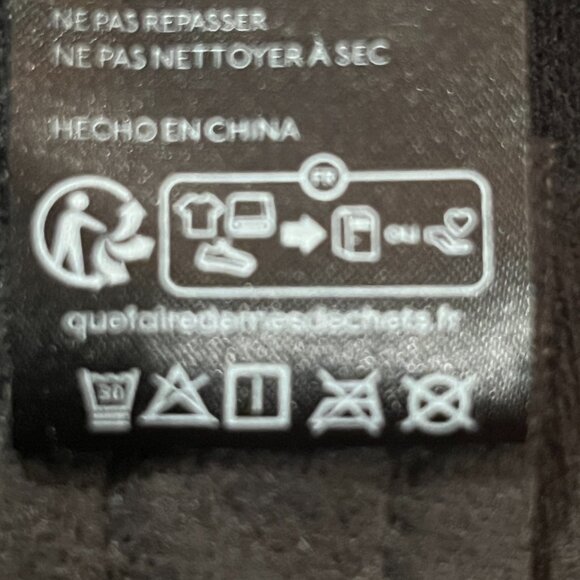 NE PAS REPASSER
NE PAS NETTOYER À SEC
HECHO EN CHINA
FR
OU
quefairedemesdechets.fr
30